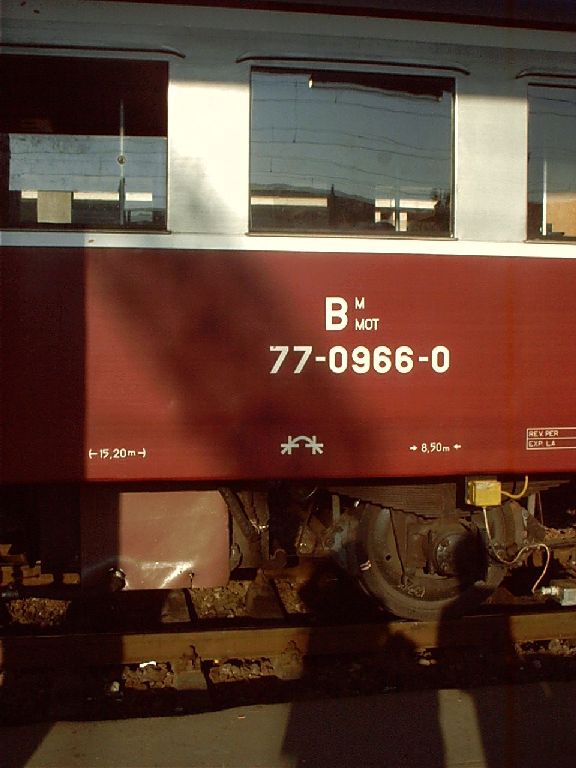 B M
MOT
77-0966-0
15,20m
8,50m
REV. PER
EXP. LA